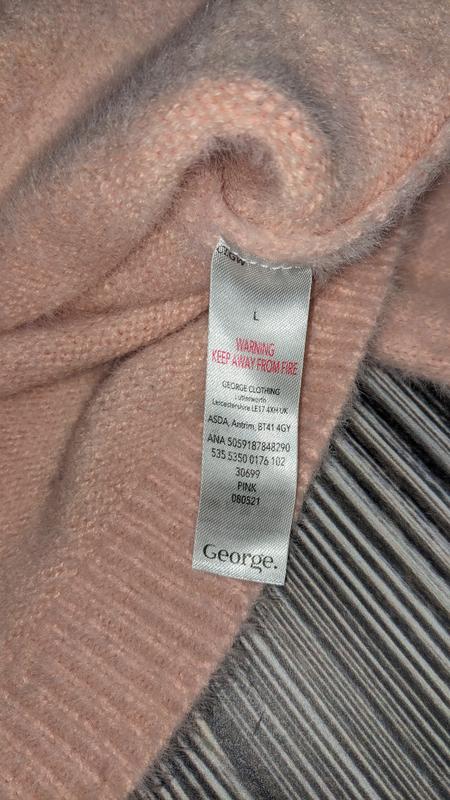 L
WARNING
KEEP AWAY FROM FIRE
GEORGE CLOTHING
Lutterworth
Leicestershire LE17 4XH UK
ASDA, Antrim, BT41 4GY
ANA 5059187848290
535 5350 0176 102
30699
PINK
080521
George.